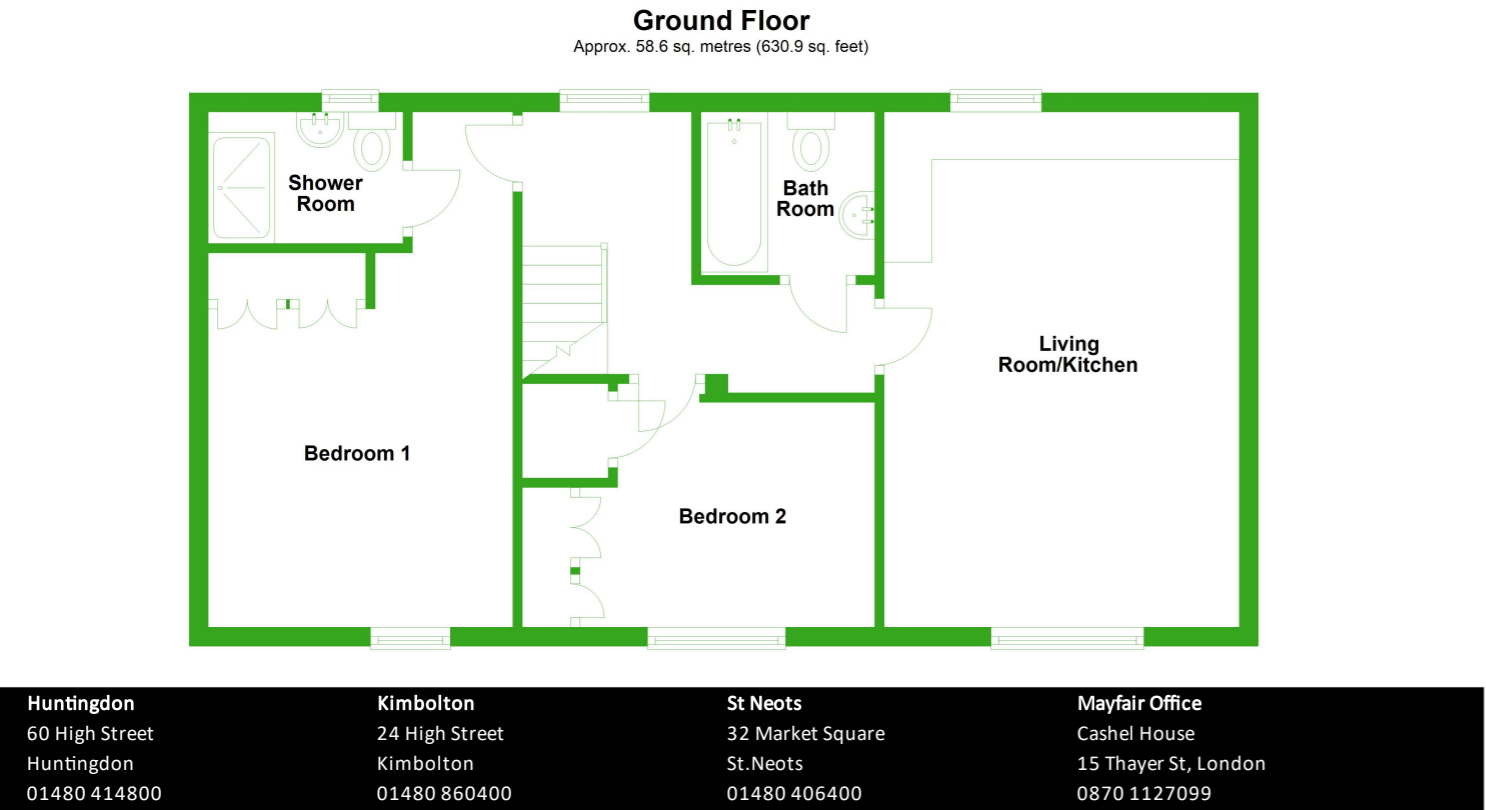 Ground Floor
Approx. 58.6 sq. metres (630.9 sq. feet)
Shower
Room
Bath
Room
Living
Room/Kitchen
Bedroom 1
Bedroom 2
Huntingdon
60 High Street
Huntingdon
01480 414800
Kimbolton
24 High Street
Kimbolton
01480 860400
St Neots
32 Market Square
St.Neots
01480 406400
Mayfair Office
Cashel House
15 Thayer St, London
0870 1127099